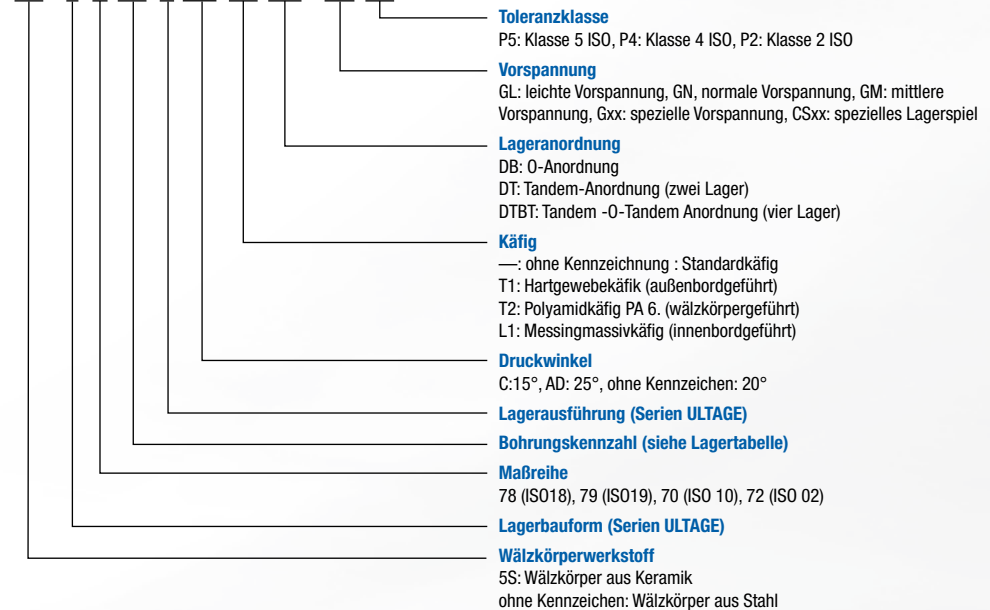 Toleranzklasse
P5: Klasse 5 ISO, P4: Klasse 4 ISO, P2: Klasse 2 ISO
Vorspannung
GL: leichte Vorspannung, GN, normale Vorspannung, GM: mittlere
Vorspannung, Gxx: spezielle Vorspannung, CSxx: spezielles Lagerspiel
Lageranordnung
DB: O-Anordnung
DT: Tandem-Anordnung (zwei Lager)
DTBT: Tandem -O-Tandem Anordnung (vier Lager)
Käfig
—: ohne Kennzeichnung : Standardkäfig
T1: Hartgewebekäfik (außenbordgeführt)
T2: Polyamidkäfig PA 6. (wälzkörpergeführt)
L1: Messingmassivkäfig (innenbordgeführt)
Druckwinkel
C:15°, AD: 25°, ohne Kennzeichen: 20°
Lagerausführung (Serien ULTAGE)
Bohrungskennzahl (siehe Lagertabelle)
Maßreihe
78 (ISO18), 79 (ISO19), 70 (ISO 10), 72 (ISO 02)
Lagerbauform (Serien ULTAGE)
Wälzkörperwerkstoff
5S: Wälzkörper aus Keramik
ohne Kennzeichen: Wälzkörper aus Stahl